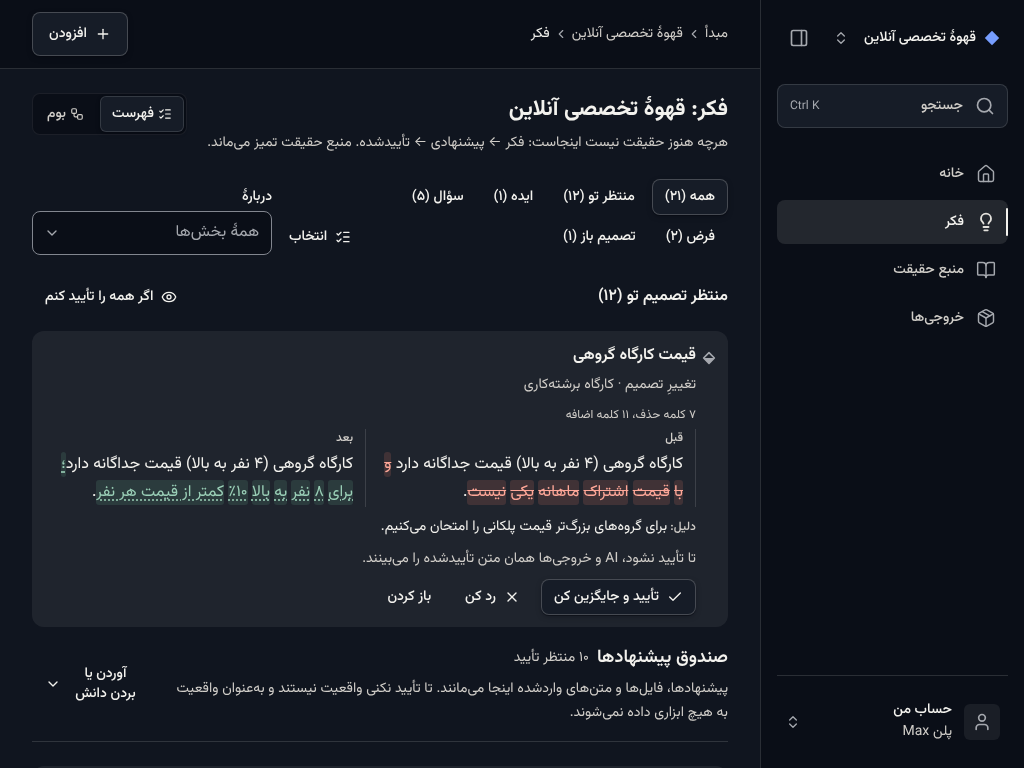 قهوهٔ تخصصی آنلاین
جستجو
Ctrl K
خانه
فکر
منبع حقیقت
خروجی‌ها
حساب من
پلن Max
مبدأ › قهوهٔ تخصصی آنلاین › فکر
افزودن
فکر: قهوهٔ تخصصی آنلاین
هرچه هنوز حقیقت نیست اینجاست: فکر ← پیشنهادی ← تأییدشده. منبع حقیقت تمیز می‌ماند.
فهرست
بوم
همه (۲۱)
منتظر تو (۱۲)
ایده (۱)
سؤال (۵)
فرض (۲)
تصمیم باز (۱)
انتخاب
دربارهٔ
همهٔ بخش‌ها
منتظر تصمیم تو (۱۲)
اگر همه را تأیید کنم
قیمت کارگاه گروهی
تغییرِ تصمیم · کارگاه برشته‌کاری
۷ کلمه حذف، ۱۱ کلمه اضافه
قبل
کارگاه گروهی (۴ نفر به بالا) قیمت جداگانه دارد و
با قیمت اشتراک ماهانه یکی نیست.
بعد
کارگاه گروهی (۴ نفر به بالا) قیمت جداگانه دارد؛
برای ۸ نفر به بالا ۱۰٪ کمتر از قیمت هر نفر.
دلیل: برای گروه‌های بزرگ‌تر قیمت پلکانی را امتحان می‌کنیم.
تا تأیید نشود، AI و خروجی‌ها همان متن تأییدشده را می‌بینند.
تأیید و جایگزین کن
رد کن
باز کردن
صندوق پیشنهادها ۱۰ منتظر تأیید
پیشنهادها، فایل‌ها و متن‌های واردشده اینجا می‌مانند. تا تأیید نکنی واقعیت نیستند و به‌عنوان واقعیت
به هیچ ابزاری داده نمی‌شوند.
آوردن یا
بردن دانش